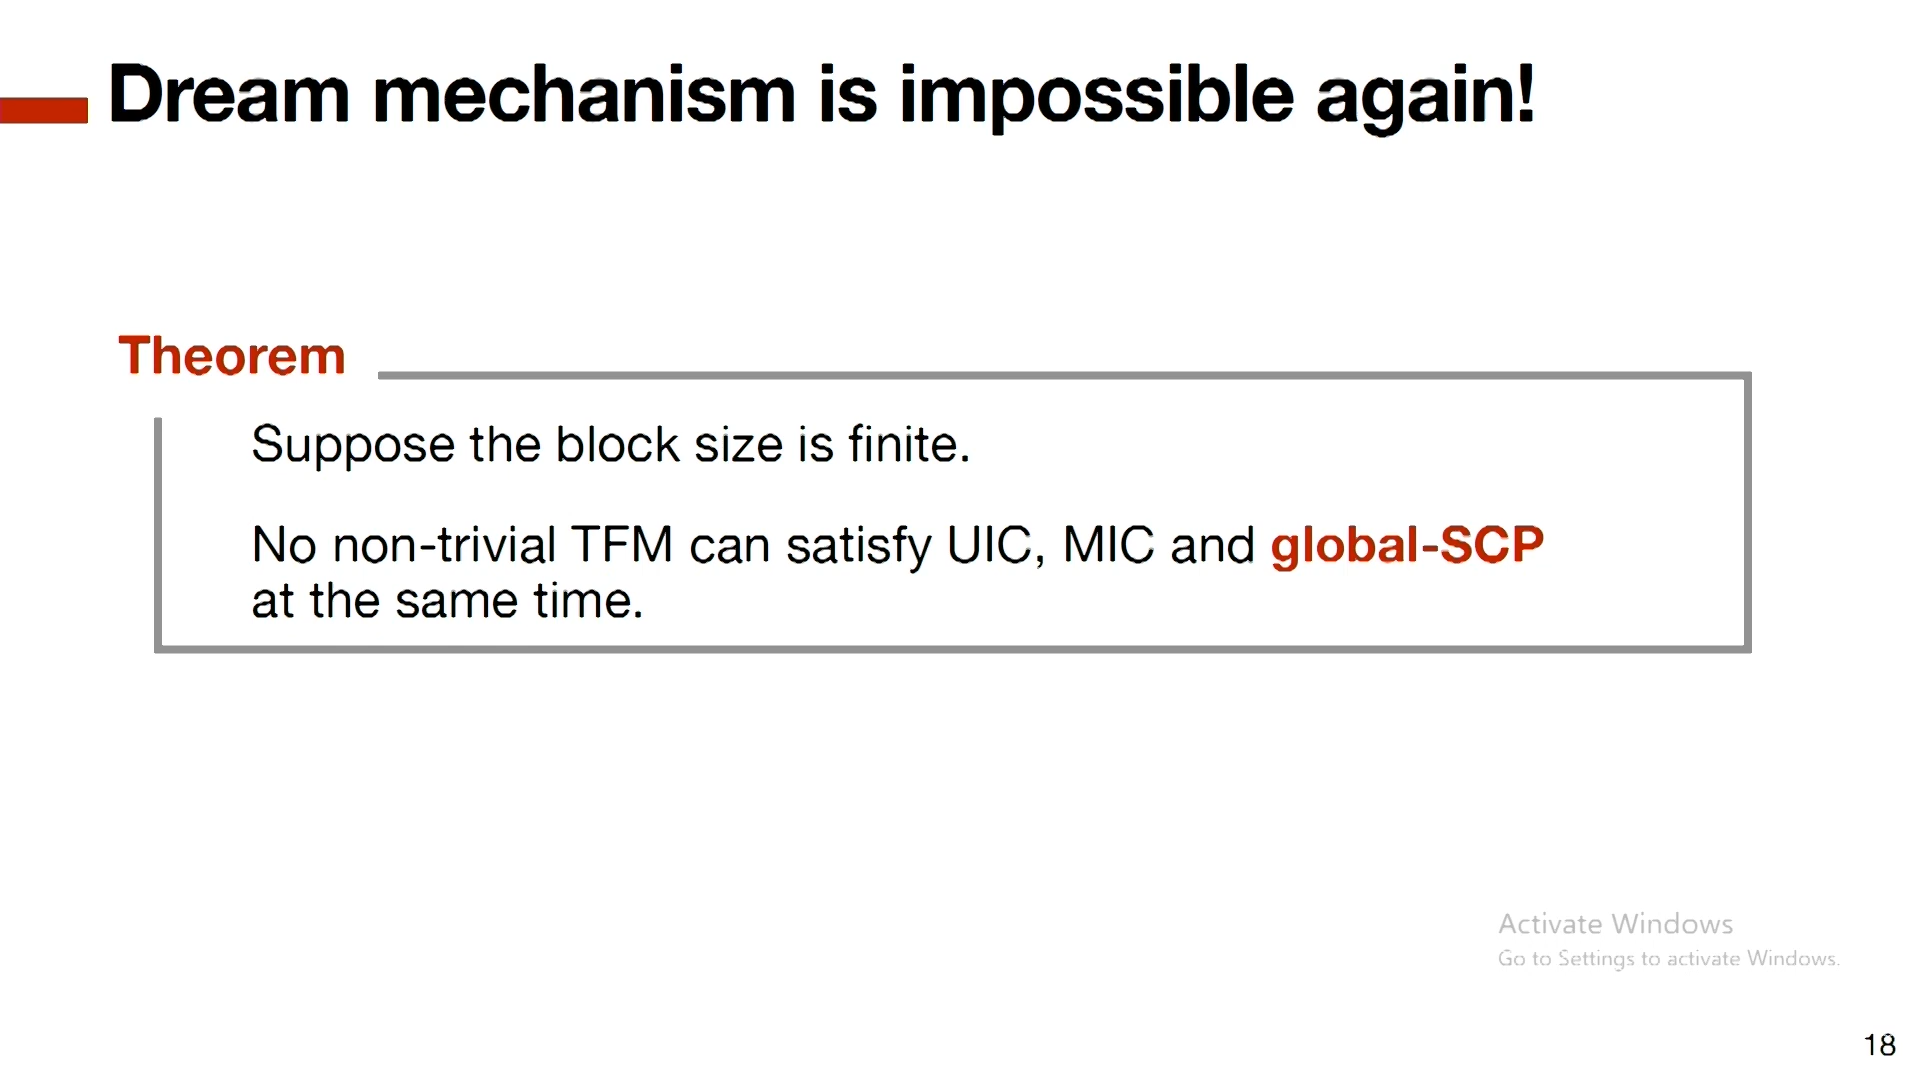 Dream mechanism is impossible again!
Theorem
Suppose the block size is finite.
No non-trivial TFM can satisfy UIC, MIC and global-SCP
at the same time.
Activate Windows
Go to Settings to activate Windows.
18